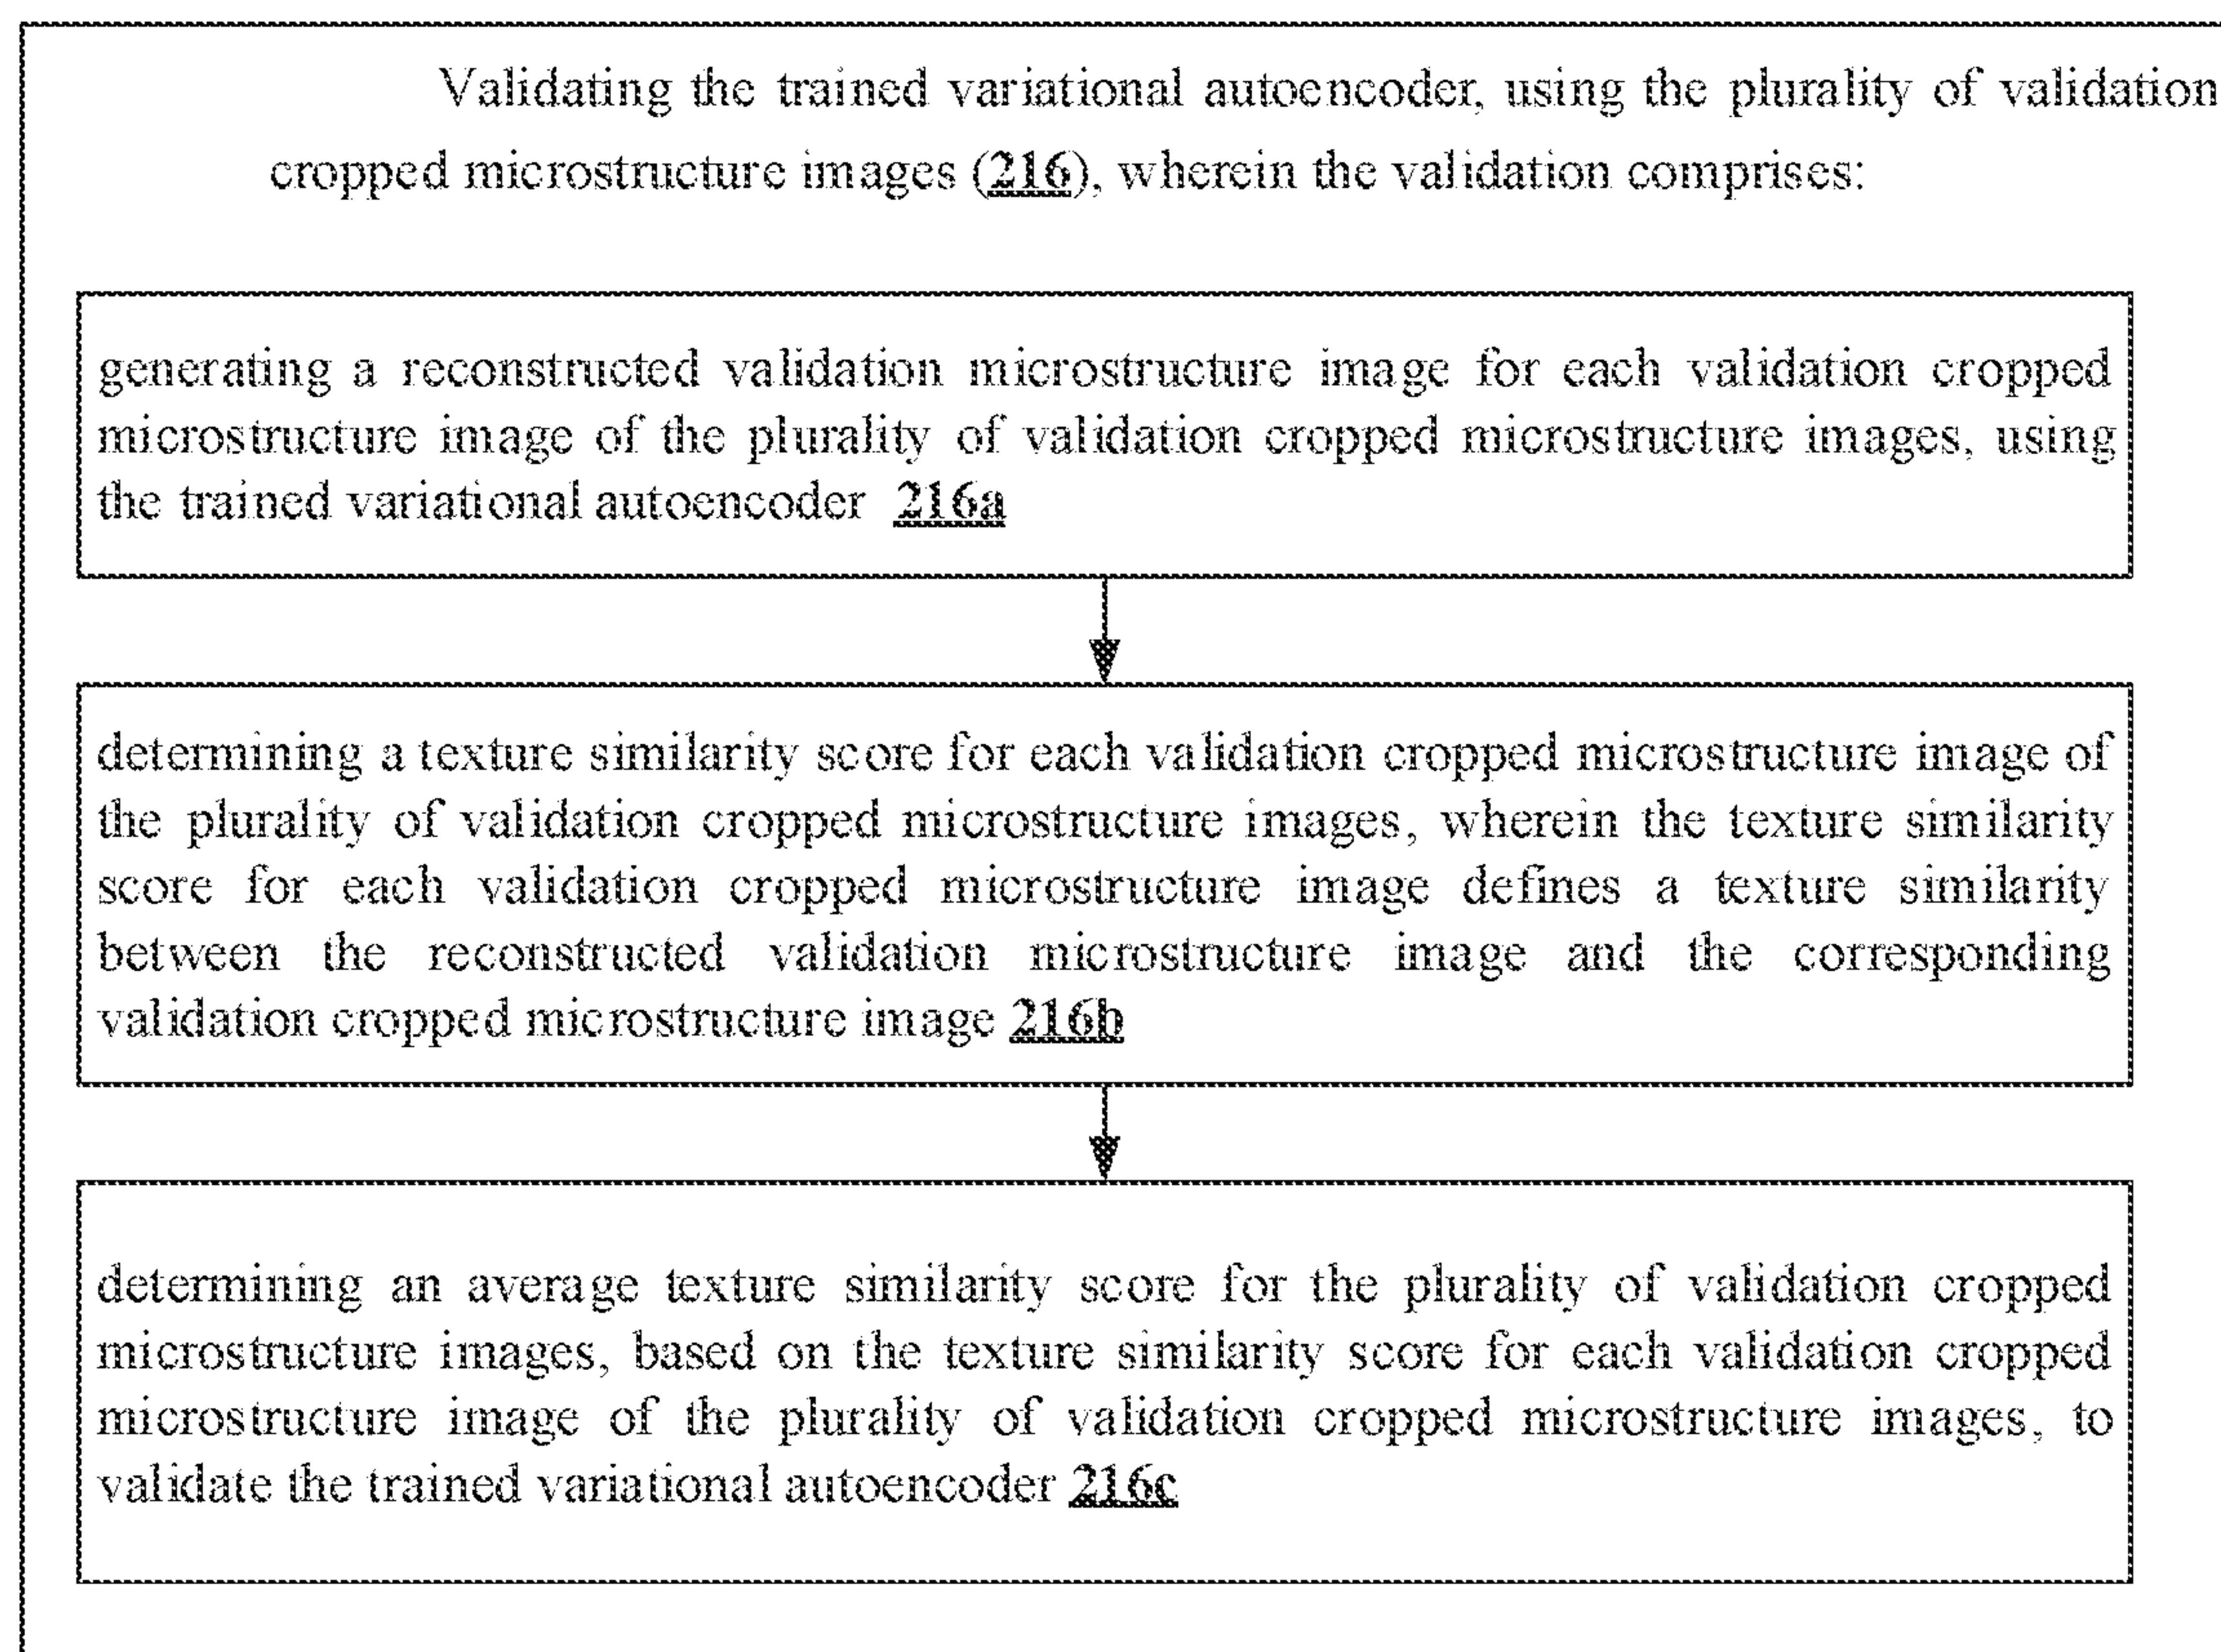 Validating the trained variational autoencoder, using the plurality of validation
cropped microstructure images (216), wherein the validation comprises:
generating a reconstructed validation microstructure image for each validation cropped
microstructure image of the plurality of validation cropped microstructure images, using
the trained variational autoencoder 216a
determining a texture similarity score for each validation cropped microstructure image of
the plurality of validation cropped microstructure images, wherein the texture similarity
score for each validation cropped microstructure image defines a texture similarity
between the reconstructed validation microstructure image and the corresponding
validation cropped microstructure image 216b
determining an average texture similarity score for the plurality of validation cropped
microstructure images, based on the texture similarity score for each validation cropped
microstructure image of the plurality of validation cropped microstructure images, to
validate the trained variational autoencoder 216c